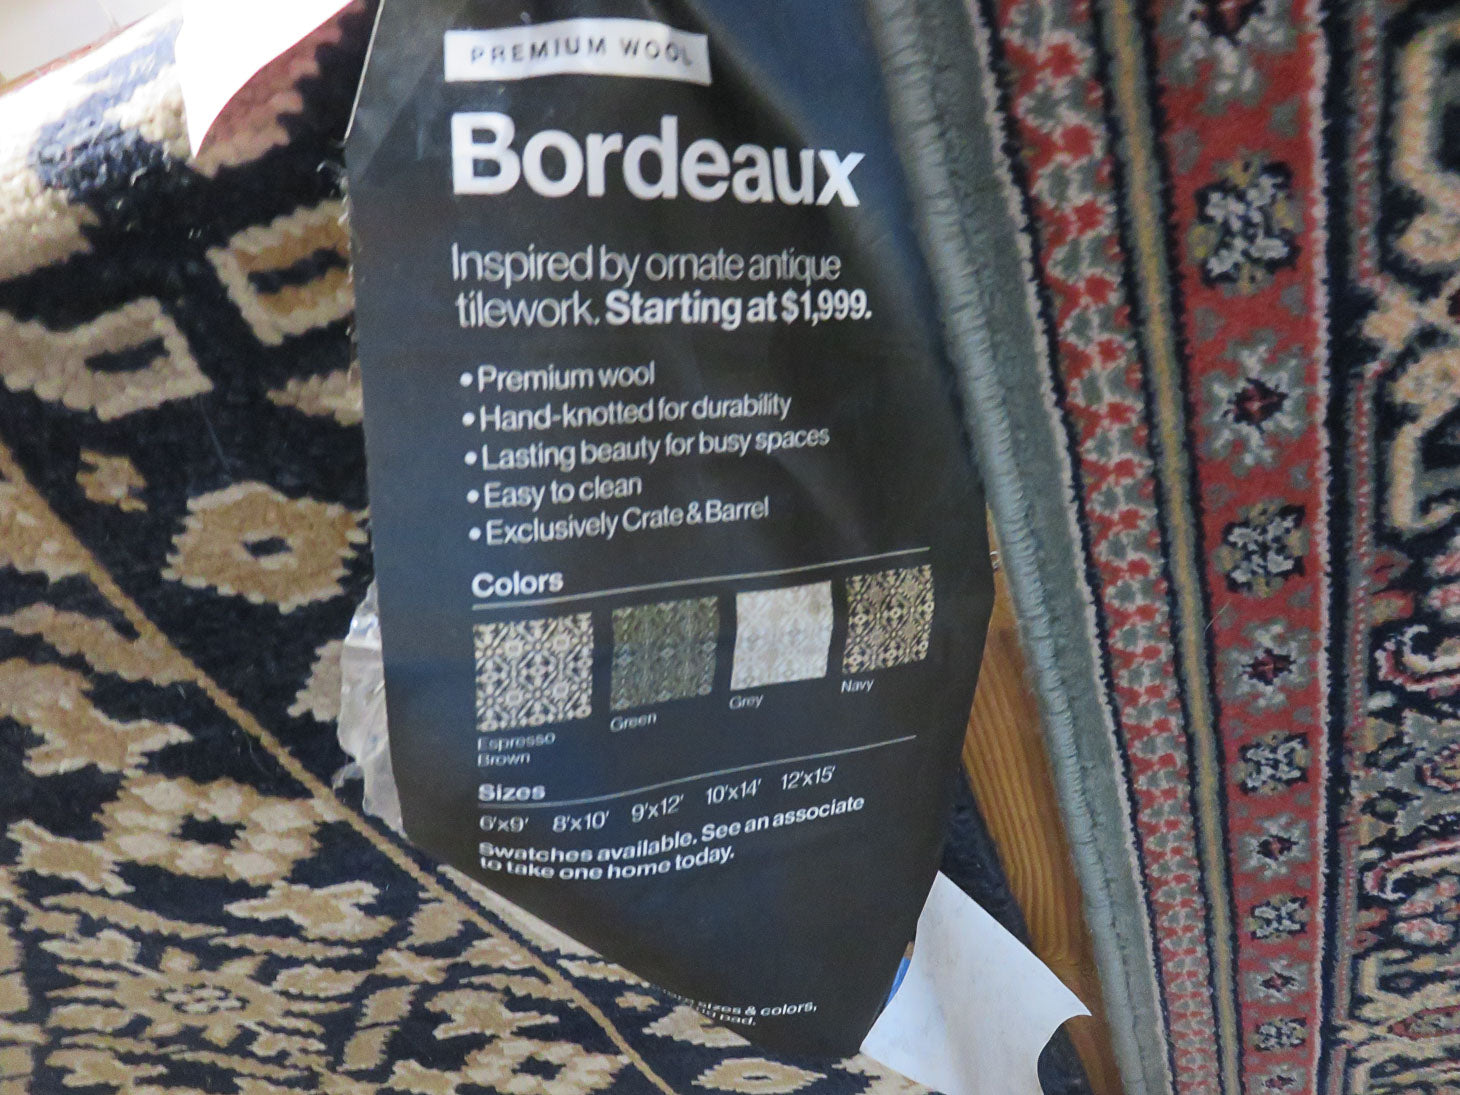 PREMIUM WOOL
Bordeaux
Inspired by ornate antique
tilework. Starting at $1,999.
• Premium wool
• Hand-knotted for durability
• Lasting beauty for busy spaces
• Easy to clean
• Exclusively Crate & Barrel
Colors
Espresso
Brown
Green
Grey
Navy
Sizes
6'x9' 8'x10' 9'x12' 10'x14' 12'x15'
Swatches available. See an associate
to take one home today.
sizes & colors,
pad.